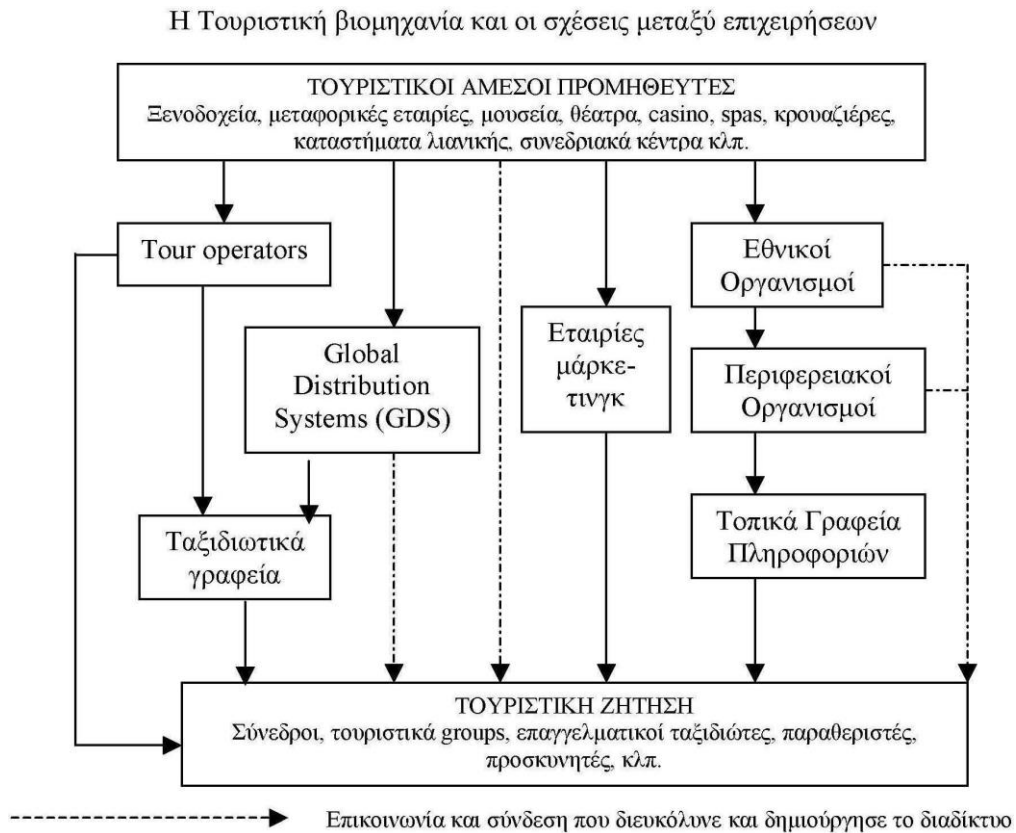 Η Τουριστική βιομηχανία και οι σχέσεις μεταξύ επιχειρήσεων
ΤΟΥΡΙΣΤΙΚΟΙ ΑΜΕΣΟΙ ΠΡΟΜΗΘΕΥΤΈΣ
Ξενοδοχεία, μεταφορικές εταιρίες, μουσεία, θέατρα, casino, spas, κρουαζιέρες,
καταστήματα λιανικής, συνεδριακά κέντρα κλπ.
Tour operators
Εθνικοί
Οργανισμοί
Global
Distribution
Systems (GDS)
Εταιρίες
μάρκε-
τινγκ
Περιφερειακοί
Οργανισμοί
Ταξιδιωτικά
γραφεία
Τοπικά Γραφεία
Πληροφοριών
ΤΟΥΡΙΣΤΙΚΗ ΖΗΤΗΣΗ
Σύνεδροι, τουριστικά groups, επαγγελματικοί ταξιδιώτες, παραθεριστές,
προσκυνητές, κλπ.
Επικοινωνία και σύνδεση που διευκόλυνε και δημιούργησε το διαδίκτυο